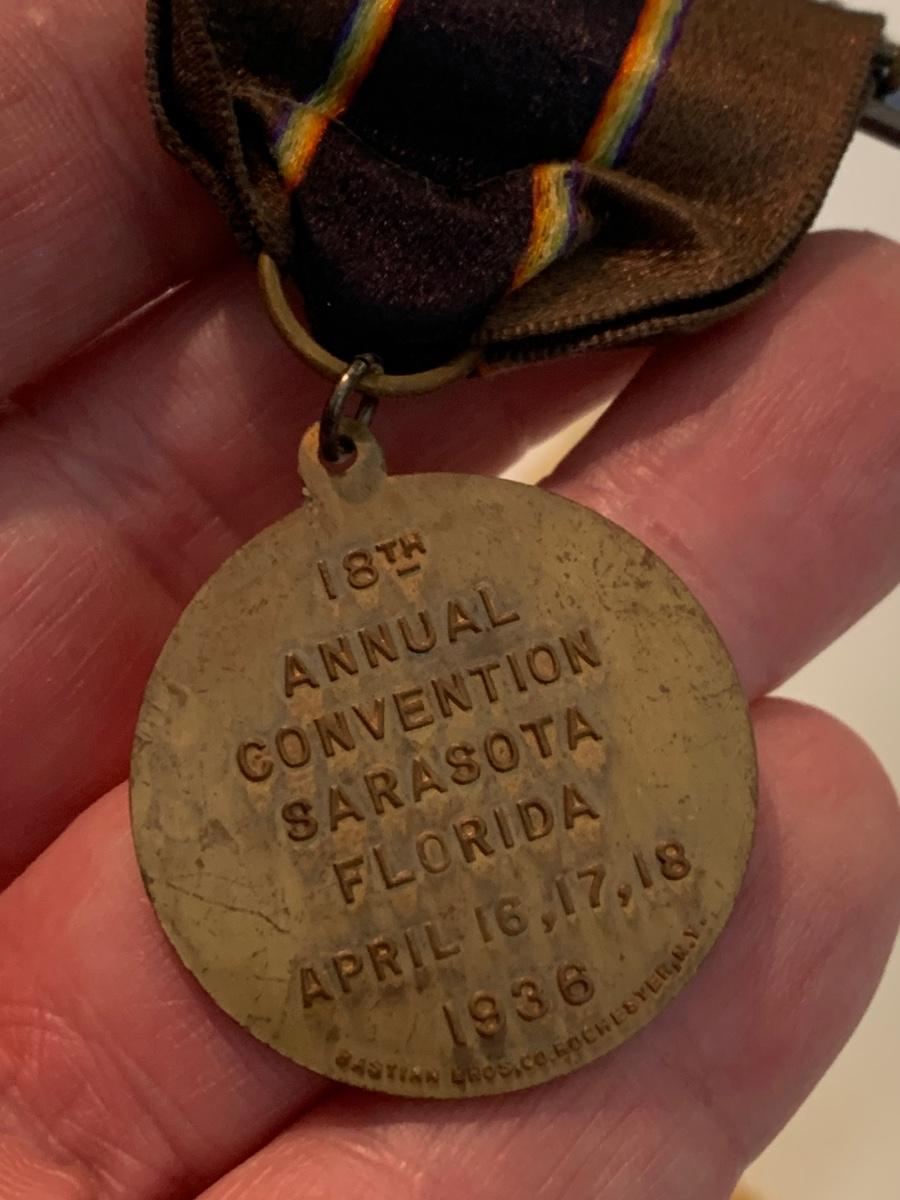 18TH
ANNUAL
CONVENTION
SARASOTA
FLORIDA
APRIL 16,17,18
1936
BASTIAN BROS.CO.ROCHESTER,N.Y.